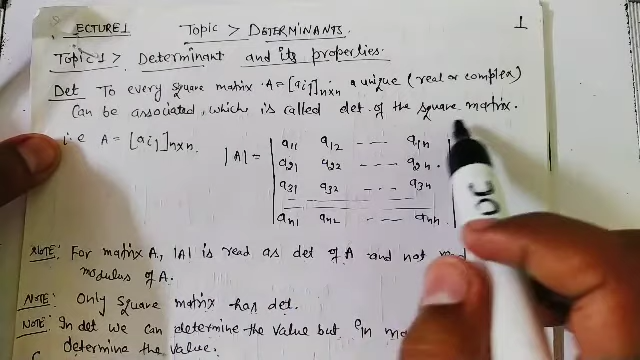 LECTURE1 Topic > DETERMINANTS. 1
Topic1 > Determinant and its properties.
Det To every square matrix A = [aij]n×n a unique (real or complex)
Can be associated, which is called det. of the square matrix.
i.e A = [aij]n×n.
|A| = | a11 a12 ---- a1n
a21 a22 ---- a2n.
a31 a32 --.-- a3n
an1 an2 ---- ann |
NOTE: For matrix A, |A| is read as det of A and not
modulus of A.
NOTE: Only square matrix has det.
NOTE: In det we can determine the value but in
determine the value.